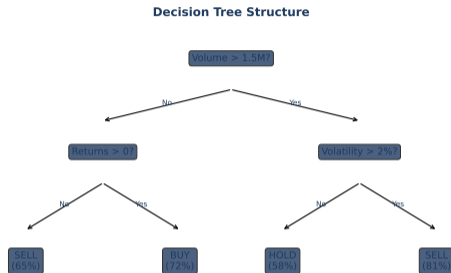 Decision Tree Structure
Volume > 1.5M?
No Yes
Returns > 0? Volatility > 2%?
No Yes No Yes
SELL BUY HOLD SELL
(65%) (72%) (58%) (81%)